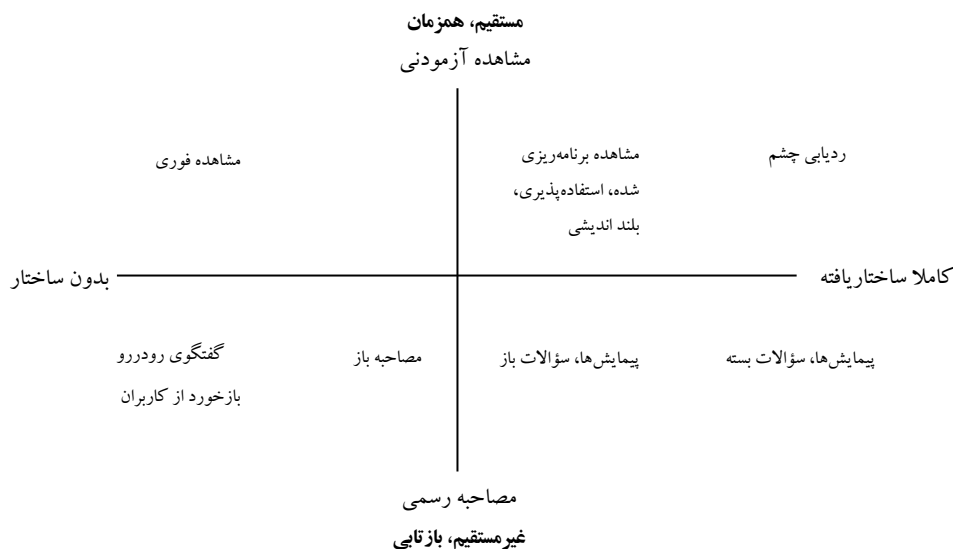 مستقیم، همزمان
مشاهده آزمودنی
ردیابی چشم
مشاهده برنامه‌ریزی
شده، استفاده‌پذیری،
بلند اندیشی
مشاهده فوری
کاملا ساختاریافته
بدون ساختار
پیمایش‌ها، سؤالات بسته
پیمایش‌ها، سؤالات باز
مصاحبه باز
گفتگوی رودررو
بازخورد از کاربران
مصاحبه رسمی
غیرمستقیم، بازتابی